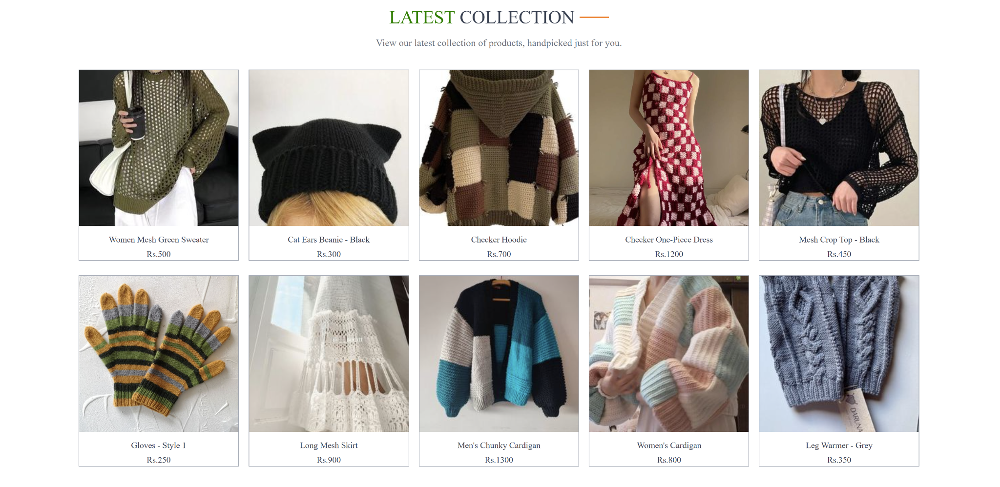 LATEST COLLECTION
View our latest collection of products, handpicked just for you.
Women Mesh Green Sweater
Rs.500
Cat Ears Beanie - Black
Rs.300
Checker Hoodie
Rs.700
Checker One-Piece Dress
Rs.1200
Mesh Crop Top - Black
Rs.450
DARUNA
Gloves - Style 1
Rs.250
Long Mesh Skirt
Rs.900
Men's Chunky Cardigan
Rs.1300
Women's Cardigan
Rs.800
Leg Warmer - Grey
Rs.350